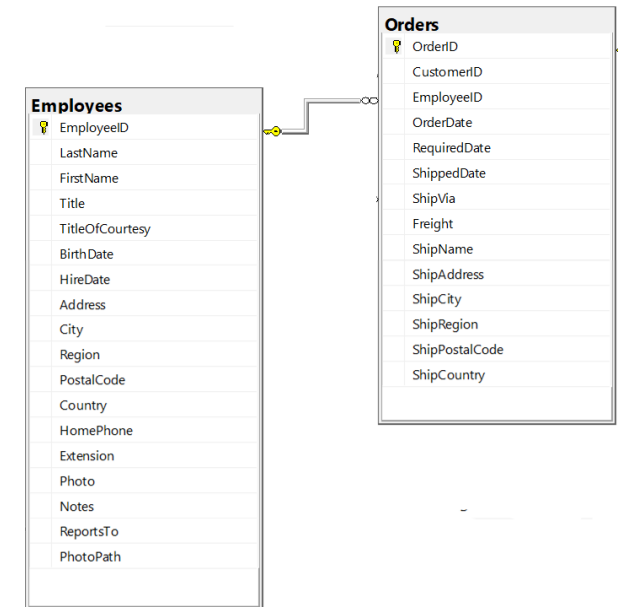 Employees
EmployeeID
LastName
FirstName
Title
TitleOfCourtesy
BirthDate
HireDate
Address
City
Region
PostalCode
Country
HomePhone
Extension
Photo
Notes
ReportsTo
PhotoPath
Orders
OrderID
CustomerID
EmployeeID
OrderDate
RequiredDate
ShippedDate
ShipVia
Freight
ShipName
ShipAddress
ShipCity
ShipRegion
ShipPostalCode
ShipCountry